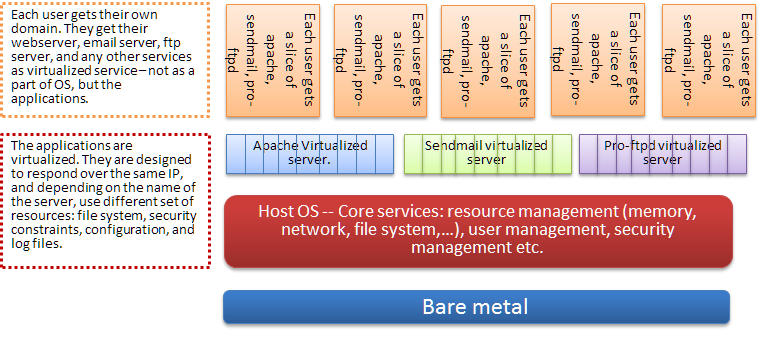 Each user gets their own
domain. They get their
webserver, email server, ftp
server, and any other services
as virtualized service–not as a
part of OS, but the
applications.
Each user gets
a slice of
apache,
sendmail, pro-
ftpd
Each user gets
a slice of
apache,
sendmail, pro-
ftpd
Each user gets
a slice of
apache,
sendmail, pro-
ftpd
Each user gets
a slice of
apache,
sendmail, pro-
ftpd
Each user gets
a slice of
apache,
sendmail, pro-
ftpd
The applications are
virtualized. They are designed
to respond over the same IP,
and depending on the name of
the server, use different set of
resources: file system, security
constraints, configuration, and
log files.
Apache Virtualized
server.
Sendmail virtualized
server
Pro-ftpd virtualized
server
Host OS -- Core services: resource management (memory,
network, file system,...), user management, security
management etc.
Bare metal